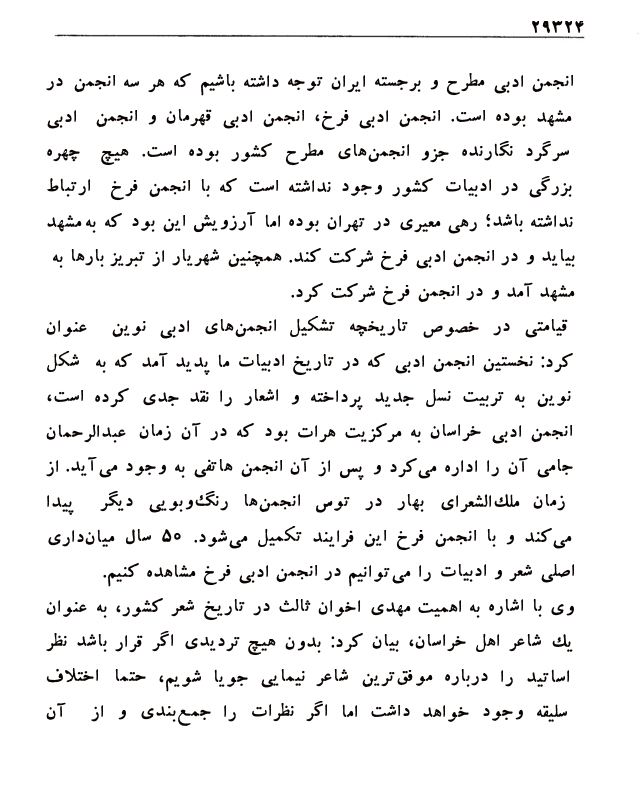 ۲۹۳۲۴
انجمن ادبی مطرح و برجسته ایران توجه داشته باشیم که هر سه انجمن در
مشهد بوده است. انجمن ادبی فرخ، انجمن ادبی قهرمان و انجمن ادبی
سرگرد نگارنده جزو انجمن‌های مطرح کشور بوده است. هیچ چهره
بزرگی در ادبیات کشور وجود نداشته است که با انجمن فرخ ارتباط
نداشته باشد؛ رهی معیری در تهران بوده اما آرزویش این بود که به مشهد
بیاید و در انجمن ادبی فرخ شرکت کند. همچنین شهریار از تبریز بارها به
مشهد آمد و در انجمن فرخ شرکت کرد.
قیامتی در خصوص تاریخچه تشکیل انجمن‌های ادبی نوین عنوان
کرد: نخستین انجمن ادبی که در تاریخ ادبیات ما پدید آمد که به شکل
نوین به تربیت نسل جدید پرداخته و اشعار را نقد جدی کرده است،
انجمن ادبی خراسان به مرکزیت هرات بود که در آن زمان عبدالرحمان
جامی آن را اداره می‌کرد و پس از آن انجمن هاتفی به وجود می‌آید. از
زمان ملك‌الشعرای بهار در توس انجمن‌ها رنگ‌وبویی دیگر پیدا
می‌کند و با انجمن فرخ این فرایند تکمیل می‌شود. ۵۰ سال میان‌داری
اصلی شعر و ادبیات را می‌توانیم در انجمن ادبی فرخ مشاهده کنیم.
وی با اشاره به اهمیت مهدی اخوان ثالث در تاریخ شعر کشور، به عنوان
یك شاعر اهل خراسان، بیان کرد: بدون هیچ تردیدی اگر قرار باشد نظر
اساتید را درباره موفق‌ترین شاعر نیمایی جویا شویم، حتما اختلاف
سلیقه وجود خواهد داشت اما اگر نظرات را جمع‌بندی و از آن